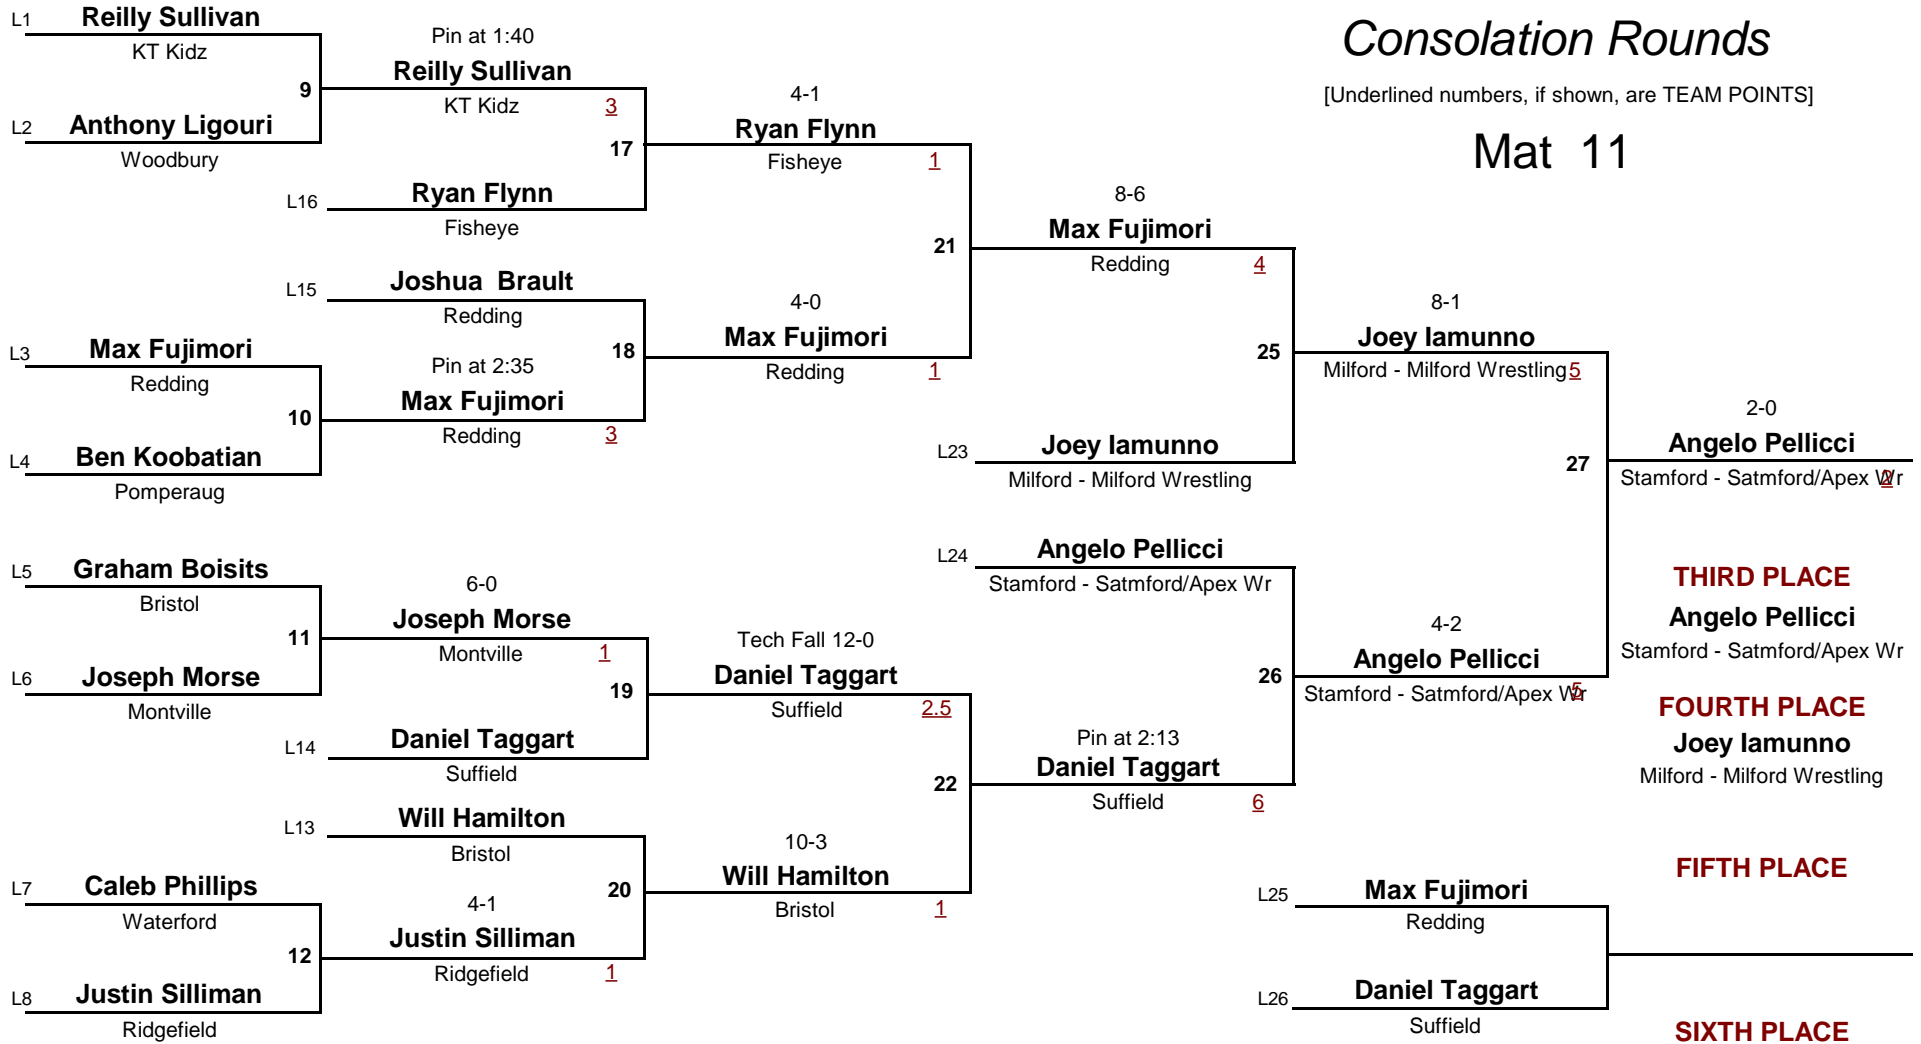 Consolation Rounds
[Underlined numbers, if shown, are TEAM POINTS]
Mat 11
L1 Reilly Sullivan
KT Kidz
9
L2 Anthony Ligouri
Woodbury
Pin at 1:40
Reilly Sullivan
KT Kidz 3
17
L16 Ryan Flynn
Fisheye
4-1
Ryan Flynn
Fisheye 1
21
L15 Joshua Brault
Redding
18
L3 Max Fujimori
Redding
10
L4 Ben Koobatian
Pomperaug
Pin at 2:35
Max Fujimori
Redding 3
4-0
Max Fujimori
Redding 1
8-6
Max Fujimori
Redding 4
25
L23 Joey Iamunno
Milford - Milford Wrestling
8-1
Joey Iamunno
Milford - Milford Wrestling 5
27
2-0
Angelo Pellicci
Stamford - Satmford/Apex Wr 2
L5 Graham Boisits
Bristol
11
L6 Joseph Morse
Montville
6-0
Joseph Morse
Montville 1
19
L14 Daniel Taggart
Suffield
Tech Fall 12-0
Daniel Taggart
Suffield 2.5
22
L13 Will Hamilton
Bristol
20
L7 Caleb Phillips
Waterford
12
L8 Justin Silliman
Ridgefield
4-1
Justin Silliman
Ridgefield 1
10-3
Will Hamilton
Bristol 1
L24 Angelo Pellicci
Stamford - Satmford/Apex Wr
26
Pin at 2:13
Daniel Taggart
Suffield 6
4-2
Angelo Pellicci
Stamford - Satmford/Apex Wr 5
THIRD PLACE
Angelo Pellicci
Stamford - Satmford/Apex Wr
FOURTH PLACE
Joey Iamunno
Milford - Milford Wrestling
FIFTH PLACE
L25 Max Fujimori
Redding
L26 Daniel Taggart
Suffield
SIXTH PLACE